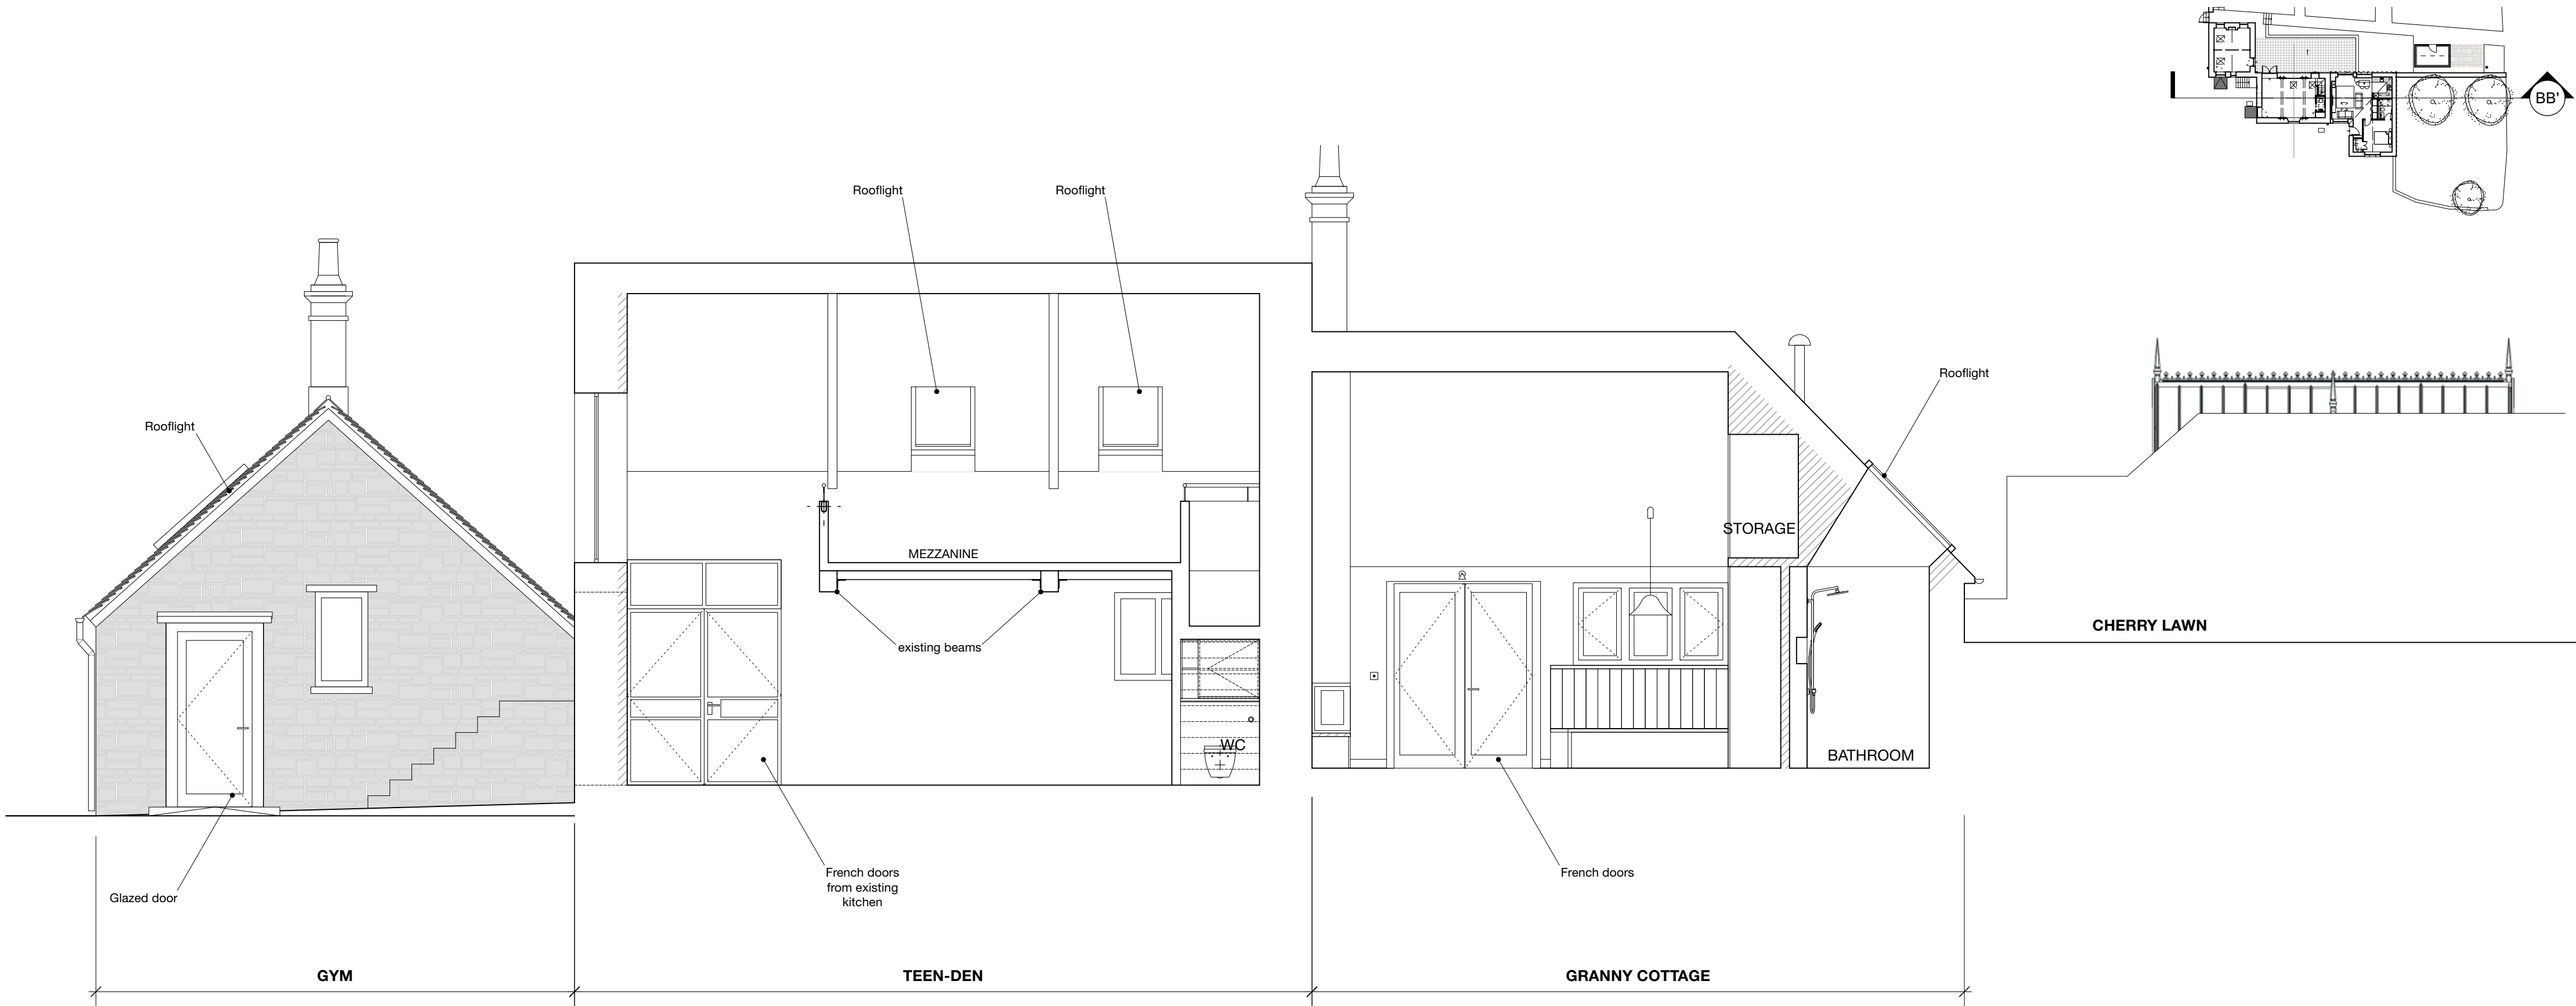 BB'
Rooflight
Rooflight
Rooflight
Rooflight
STORAGE
MEZZANINE
CHERRY LAWN
existing beams
WC
BATHROOM
French doors
from existing
kitchen
French doors
Glazed door
GYM
TEEN-DEN
GRANNY COTTAGE